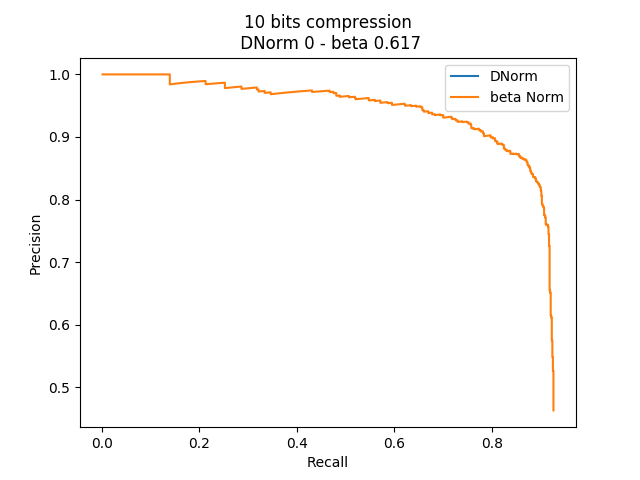 10 bits compression
DNorm 0 - beta 0.617
DNorm
beta Norm
1.0
0.9
0.8
0.7
0.6
0.5
Precision
0.0
0.2
0.4
0.6
0.8
Recall